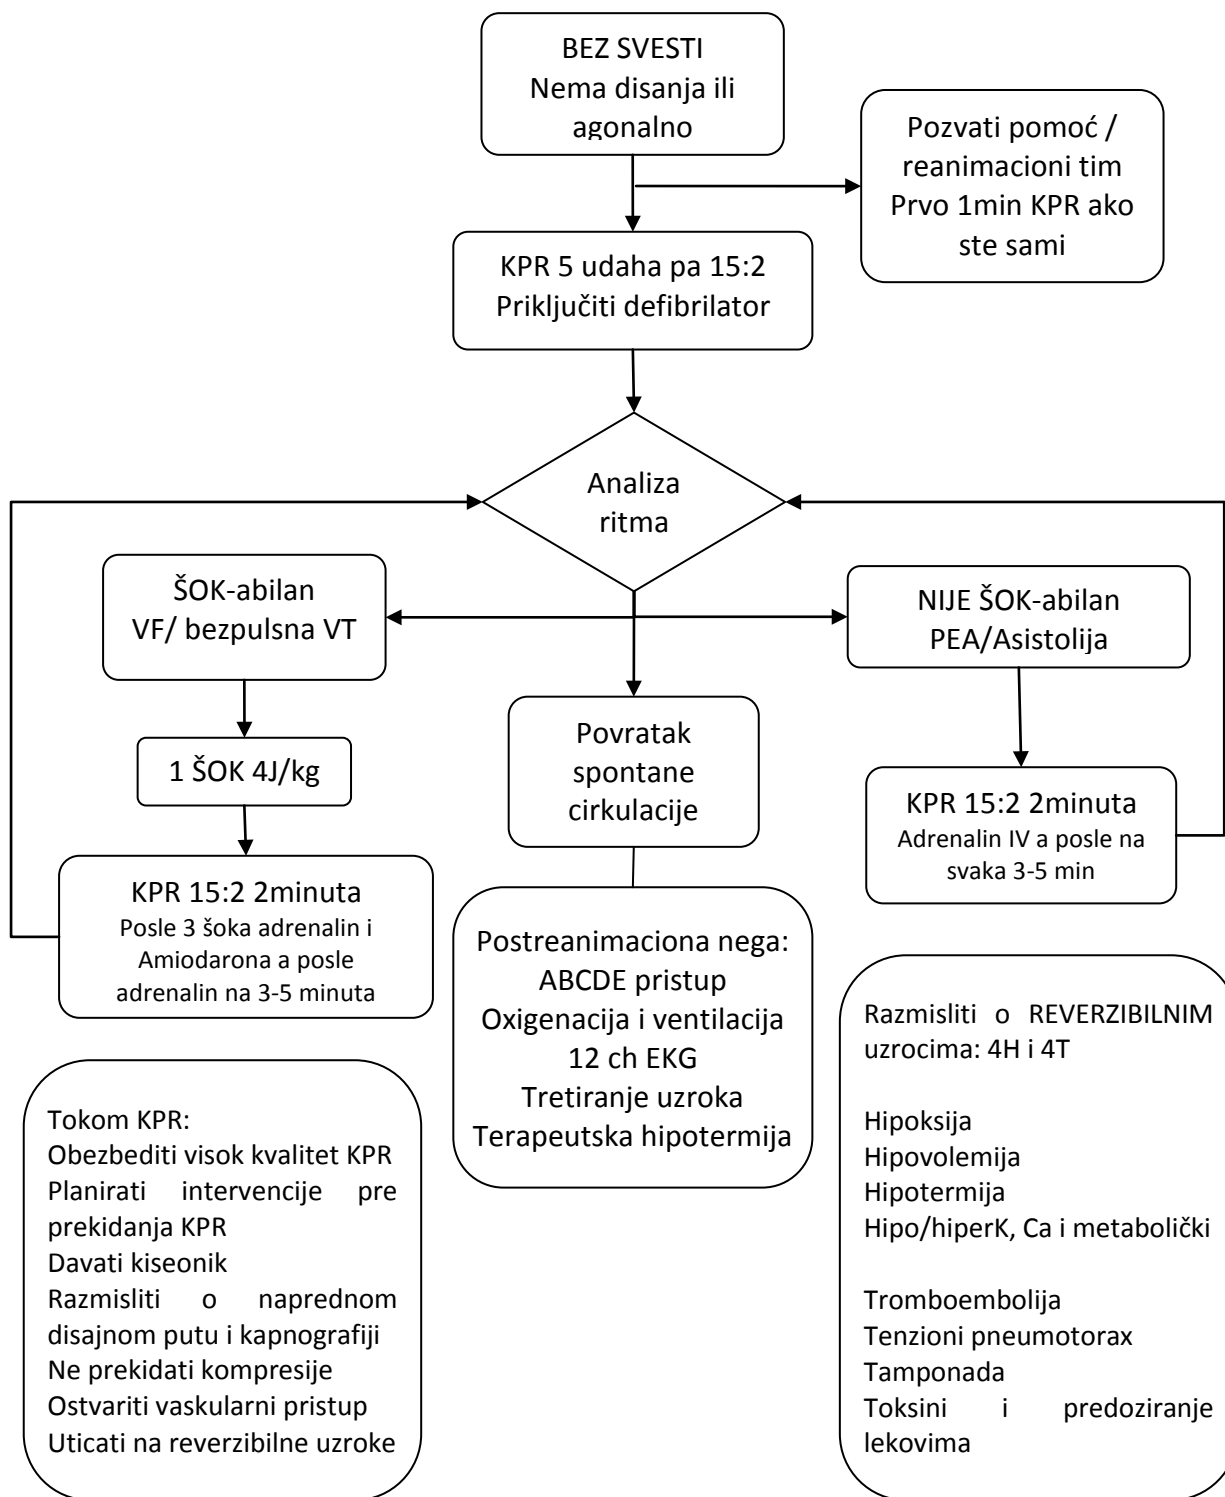 BEZ SVESTI
Nema disanja ili
agonalno
Pozvati pomoć /
reanimacioni tim
Prvo 1min KPR ako
ste sami
KPR 5 udaha pa 15:2
Priključiti defibrilator
Analiza
ritma
ŠOK-abilan
VF/ bezpulsna VT
NIJE ŠOK-abilan
PEA/Asistolija
1 ŠOK 4J/kg
Povratak
spontane
cirkulacije
KPR 15:2 2minuta
Adrenalin IV a posle na
svaka 3-5 min
KPR 15:2 2minuta
Posle 3 šoka adrenalin i
Amiodarona a posle
adrenalin na 3-5 minuta
Postreanimaciona nega:
ABCDE pristup
Oxigenacija i ventilacija
12 ch EKG
Tretiranje uzroka
Terapeutska hipotermija
Razmisliti o REVERZIBILNIM
uzrocima: 4H i 4T
Hipoksija
Hipovolemija
Hipotermija
Hipo/hiperK, Ca i metabolički
Tromboembolija
Tenzioni pneumotorax
Tamponada
Toksini i predoziranje
lekovima
Tokom KPR:
Obezbediti visok kvalitet KPR
Planirati intervencije pre
prekidanja KPR
Davati kiseonik
Razmisliti o naprednom
disajnom putu i kapnografiji
Ne prekidati kompresije
Ostvariti vaskularni pristup
Uticati na reverzibilne uzroke